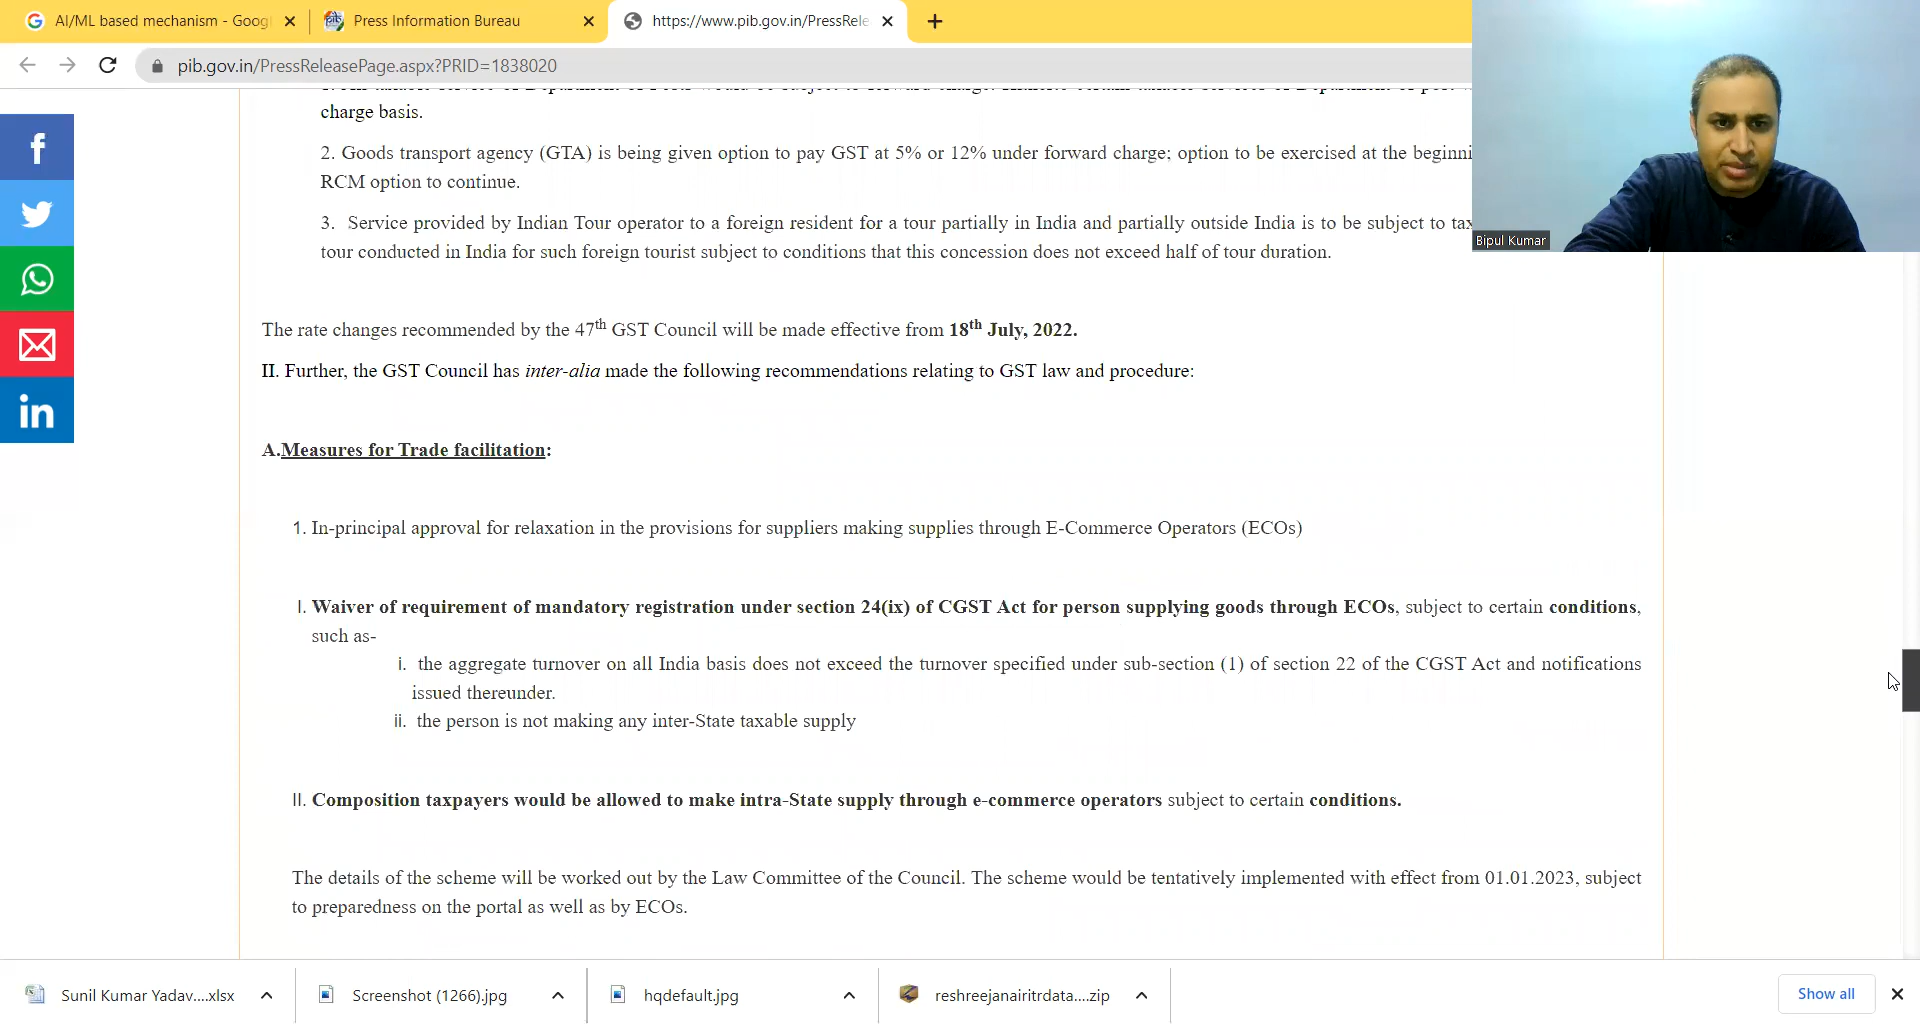 AI/ML based mechanism - Goog
Press Information Bureau
https://www.pib.gov.in/PressRele
pib.gov.in/PressReleasePage.aspx?PRID=1838020
charge basis.
2. Goods transport agency (GTA) is being given option to pay GST at 5% or 12% under forward charge; option to be exercised at the beginni
RCM option to continue.
3. Service provided by Indian Tour operator to a foreign resident for a tour partially in India and partially outside India is to be subject to tax
tour conducted in India for such foreign tourist subject to conditions that this concession does not exceed half of tour duration.
Bipul Kumar
The rate changes recommended by the 47th GST Council will be made effective from 18th July, 2022.
II. Further, the GST Council has inter-alia made the following recommendations relating to GST law and procedure:
A.Measures for Trade facilitation:
1. In-principal approval for relaxation in the provisions for suppliers making supplies through E-Commerce Operators (ECOs)
I. Waiver of requirement of mandatory registration under section 24(ix) of CGST Act for person supplying goods through ECOs, subject to certain conditions,
such as-
i. the aggregate turnover on all India basis does not exceed the turnover specified under sub-section (1) of section 22 of the CGST Act and notifications
issued thereunder.
ii. the person is not making any inter-State taxable supply
II. Composition taxpayers would be allowed to make intra-State supply through e-commerce operators subject to certain conditions.
The details of the scheme will be worked out by the Law Committee of the Council. The scheme would be tentatively implemented with effect from 01.01.2023, subject
to preparedness on the portal as well as by ECOs.
Sunil Kumar Yadav....xlsx
Screenshot (1266).jpg
hqdefault.jpg
reshreejanairitrdata....zip
Show all